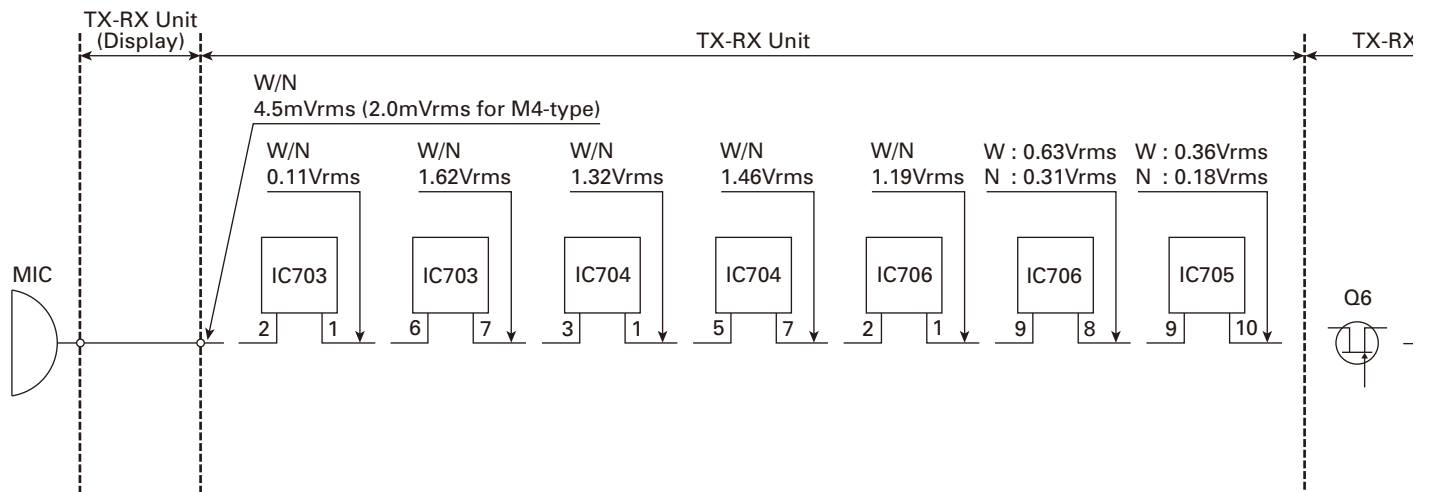 TX-RX Unit
(Display)
TX-RX Unit
TX-RX
W/N
4.5mVrms (2.0mVrms for M4-type)
W/N
0.11Vrms
W/N
1.62Vrms
W/N
1.32Vrms
W/N
1.46Vrms
W/N
1.19Vrms
W : 0.63Vrms
N : 0.31Vrms
W : 0.36Vrms
N : 0.18Vrms
MIC
IC703
IC703
IC704
IC704
IC706
IC706
IC705
Q6
2 1
6 7
3 1
5 7
2 1
9 8
9 10